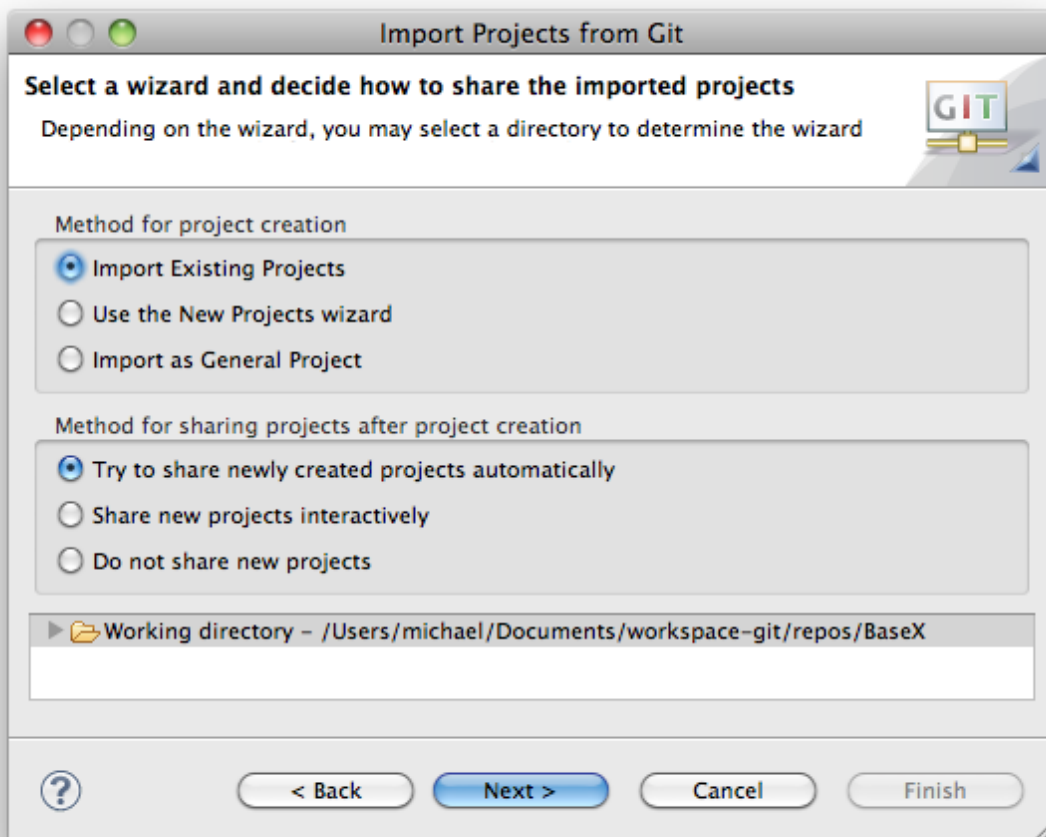 Import Projects from Git
Select a wizard and decide how to share the imported projects
Depending on the wizard, you may select a directory to determine the wizard
GIT
Method for project creation
Import Existing Projects
Use the New Projects wizard
Import as General Project
Method for sharing projects after project creation
Try to share newly created projects automatically
Share new projects interactively
Do not share new projects
Working directory – /Users/michael/Documents/workspace-git/repos/BaseX
? < Back Next > Cancel Finish